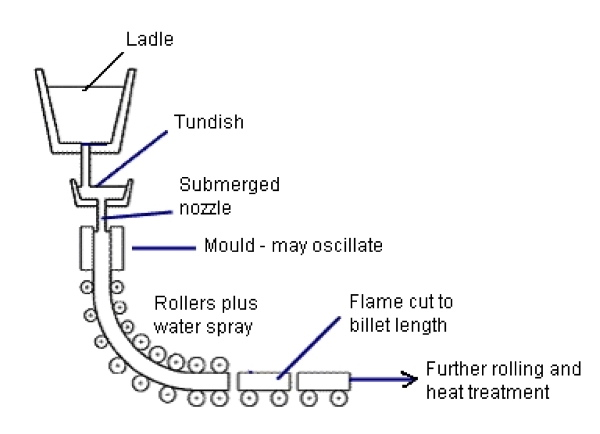 Ladle
Tundish
Submerged
nozzle
Mould - may oscillate
Rollers plus
water spray
Flame cut to
billet length
Further rolling and
heat treatment